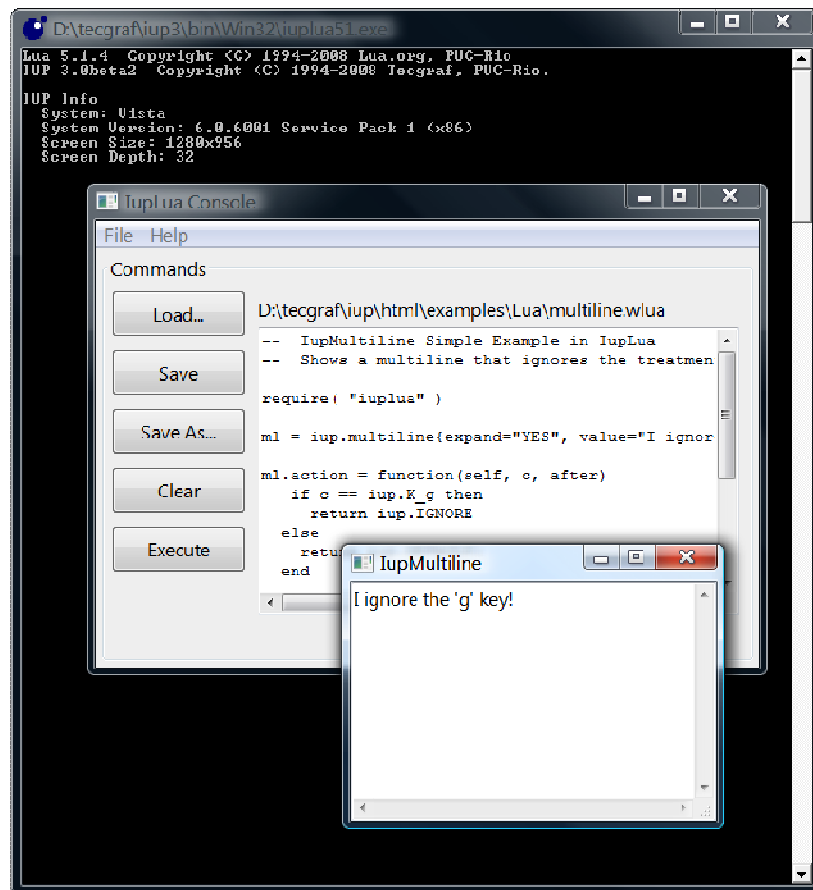 D:\tecgraf\iup3\bin\Win32\iuplua51.exe
Lua 5.1.4  Copyright (C) 1994-2008 Lua.org, PUC-Rio
IUP 3.0beta2  Copyright (C) 1994-2008 Tecgraf, PUC-Rio.
IUP Info
System: Vista
System Version: 6.0.6001 Service Pack 1 (x86)
Screen Size: 1280x956
Screen Depth: 32
IupLua Console
File Help
Commands
Load...
D:\tecgraf\iup\html\examples\Lua\multiline.wlua
Save
Save As...
Clear
Execute
--  IupMultiline Simple Example in IupLua
--  Shows a multiline that ignores the treatmen
require( "iuplua" )
ml = iup.multiline{expand="YES", value="I ignor
ml.action = function(self, c, after)
if c == iup.K_g then
return iup.IGNORE
else
retu
end
IupMultiline
I ignore the 'g' key!